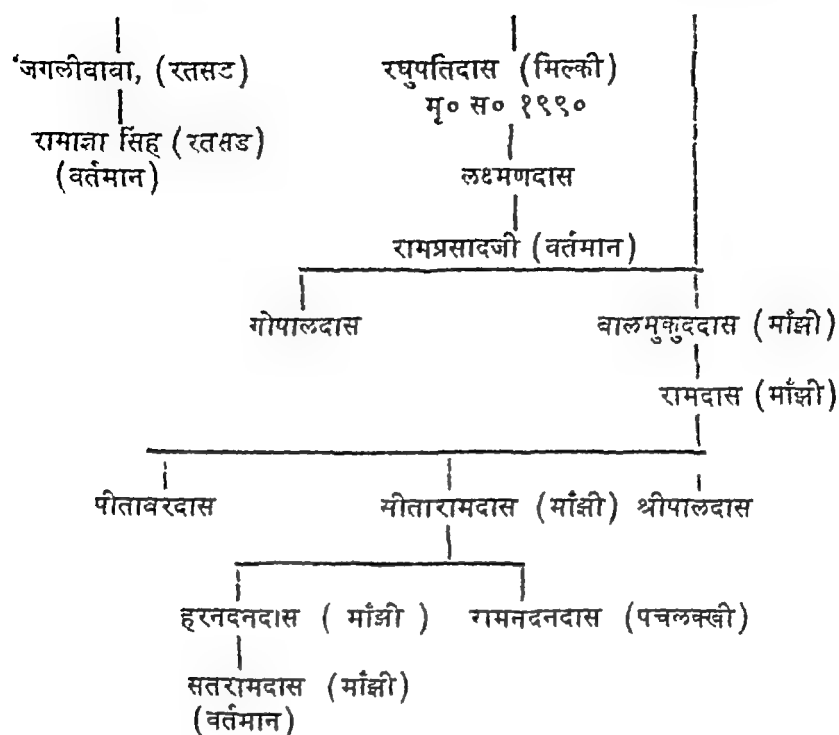 'जगलीवावा, (रतसट) रघुपतिदास (मिल्की)
मृ० स० १९९०
रामाज्ञा सिंह (रतसड)
(वर्तमान) लक्ष्मणदास
रामप्रसादजी (वर्तमान)
गोपालदास वालमुकुददास (माँझी)
रामदास (माँझी)
पीतावरदास सीतारामदास (माँझी) श्रीपालदास
हरनदनदास ( माँझी ) रामनदनदास (पचलक्खी)
सतरामदास (माँझी)
(वर्तमान)